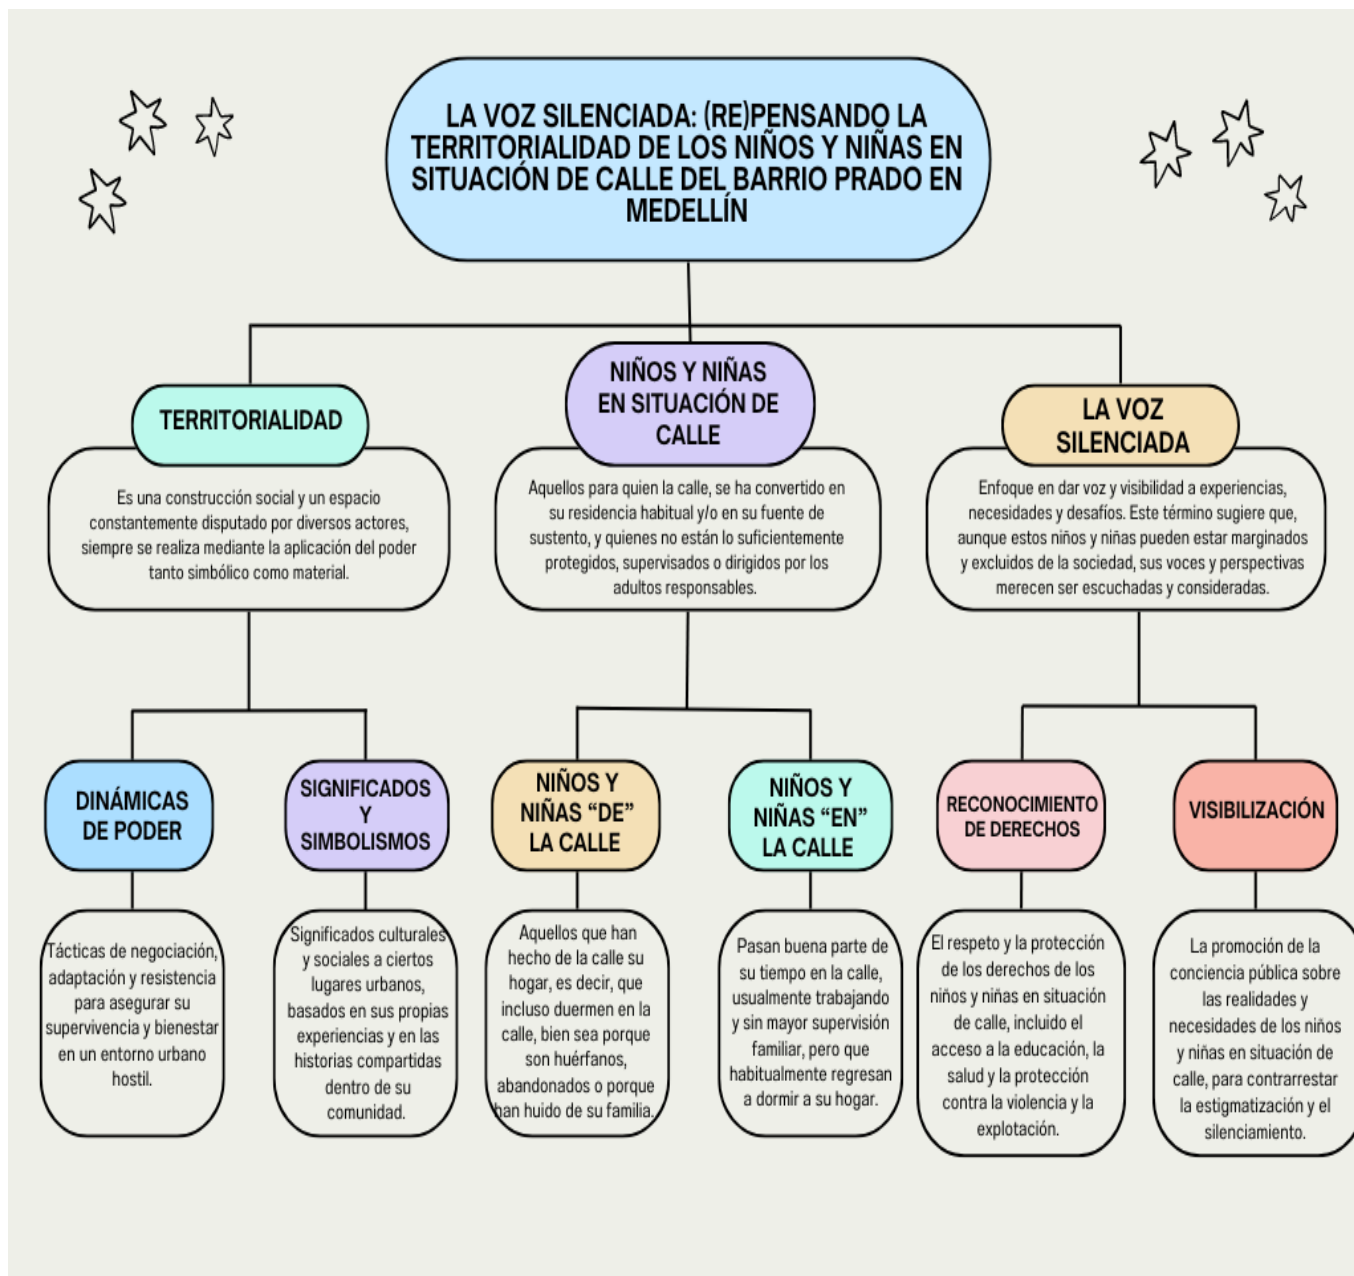 LA VOZ SILENCIADA: (RE)PENSANDO LA
TERRITORIALIDAD DE LOS NIÑOS Y NIÑAS EN
SITUACIÓN DE CALLE DEL BARRIO PRADO EN
MEDELLÍN
TERRITORIALIDAD
Es una construcción social y un espacio
constantemente disputado por diversos actores,
siempre se realiza mediante la aplicación del poder
tanto simbólico como material.
NIÑOS Y NIÑAS
EN SITUACIÓN DE
CALLE
Aquellos para quien la calle, se ha convertido en
su residencia habitual y/o en su fuente de
sustento, y quienes no están lo suficientemente
protegidos, supervisados o dirigidos por los
adultos responsables.
LA VOZ
SILENCIADA
Enfoque en dar voz y visibilidad a experiencias,
necesidades y desafíos. Este término sugiere que,
aunque estos niños y niñas pueden estar marginados
y excluidos de la sociedad, sus voces y perspectivas
merecen ser escuchadas y consideradas.
DINÁMICAS
DE PODER
Tácticas de negociación,
adaptación y resistencia
para asegurar su
supervivencia y bienestar
en un entorno urbano
hostil.
SIGNIFICADOS
Y
SIMBOLISMOS
Significados culturales
y sociales a ciertos
lugares urbanos,
basados en sus propias
experiencias y en las
historias compartidas
dentro de su
comunidad.
NIÑOS Y
NIÑAS “DE”
LA CALLE
Aquellos que han
hecho de la calle su
hogar, es decir, que
incluso duermen en la
calle, bien sea porque
son huérfanos,
abandonados o porque
han huido de su familia.
NIÑOS Y
NIÑAS “EN”
LA CALLE
Pasan buena parte de
su tiempo en la calle,
usualmente trabajando
y sin mayor supervisión
familiar, pero que
habitualmente regresan
a dormir a su hogar.
RECONOCIMIENTO
DE DERECHOS
El respeto y la protección
de los derechos de los
niños y niñas en situación
de calle, incluido el
acceso a la educación, la
salud y la protección
contra la violencia y la
explotación.
VISIBILIZACIÓN
La promoción de la
conciencia pública sobre
las realidades y
necesidades de los niños
y niñas en situación de
calle, para contrarrestar
la estigmatización y el
silenciamiento.